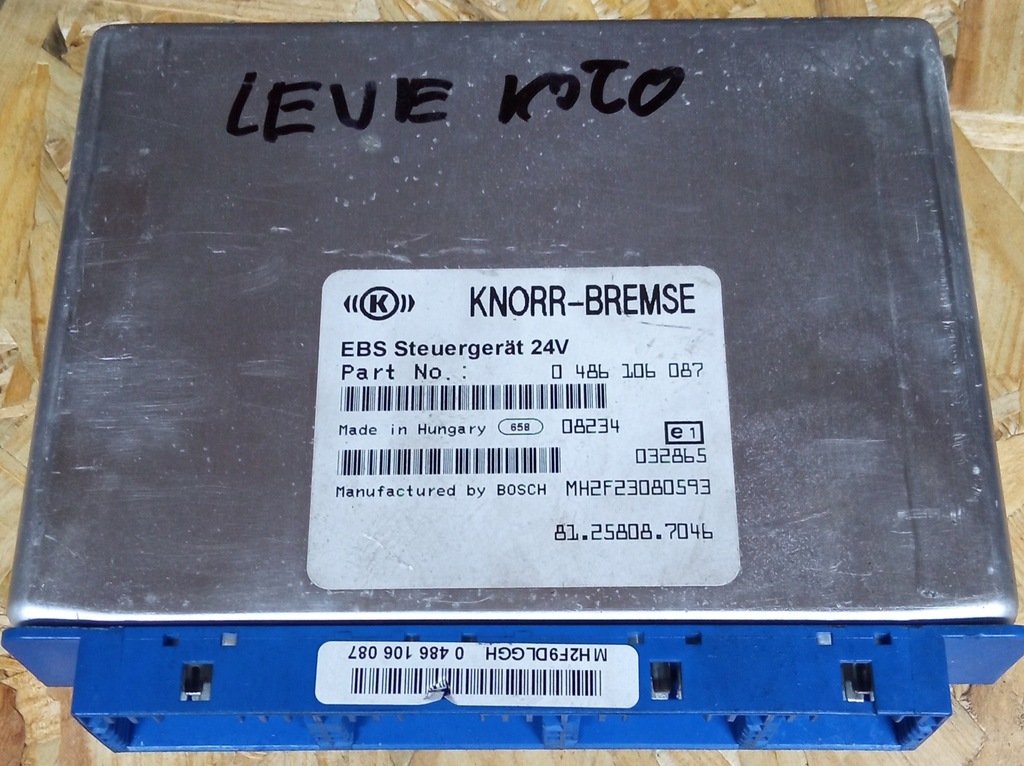 LEVE KOTO
K
KNORR-BREMSE
EBS Steuergerät 24V
Part No.: 0 486 106 087
Made in Hungary 658 08234 e1
032865
Manufactured by BOSCH MH2F23080593
81.25808.7046
MH2F9DLGGH 0 486 106 087